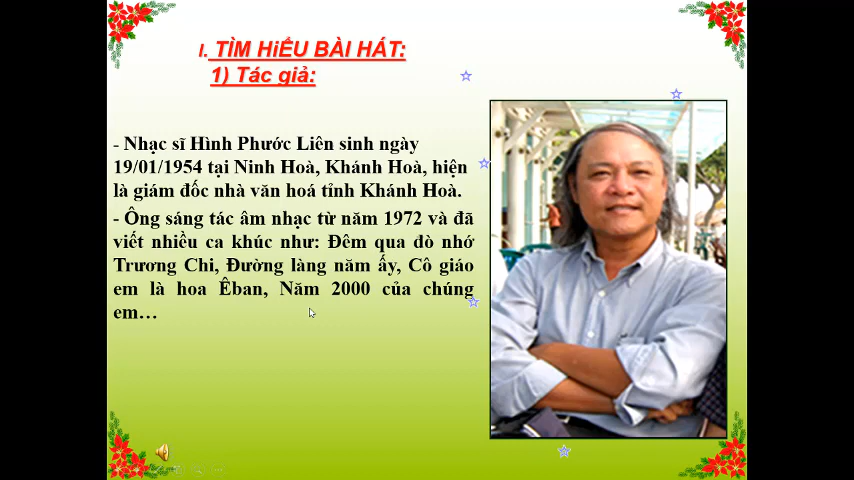 I. TÌM HiỂU BÀI HÁT:
1) Tác giả:
- Nhạc sĩ Hình Phước Liên sinh ngày
19/01/1954 tại Ninh Hoà, Khánh Hoà, hiện
là giám đốc nhà văn hoá tỉnh Khánh Hoà.
- Ông sáng tác âm nhạc từ năm 1972 và đã
viết nhiều ca khúc như: Đêm qua đò nhớ
Trương Chi, Đường làng năm ấy, Cô giáo
em là hoa Êban, Năm 2000 của chúng
em…